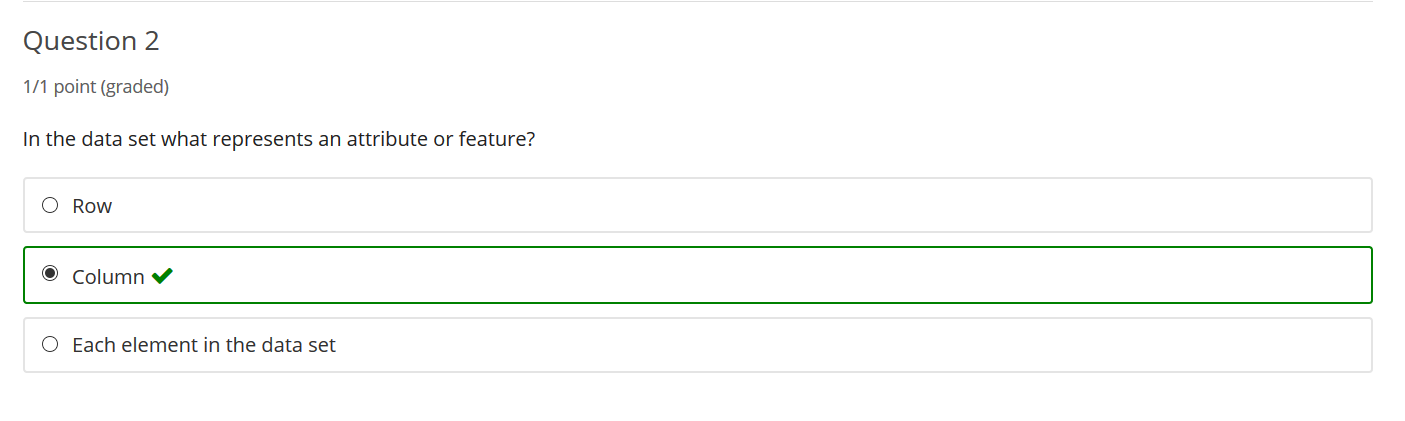 Question 2
1/1 point (graded)
In the data set what represents an attribute or feature?
Row
Column
Each element in the data set